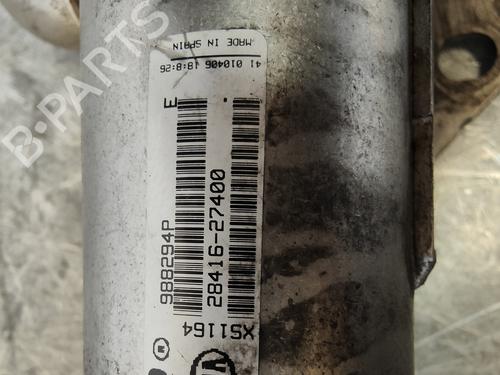 B-PARTS
MADE IN SPAIN
41 010406 18:8:26
E
988294P
28416-27400
XS1164